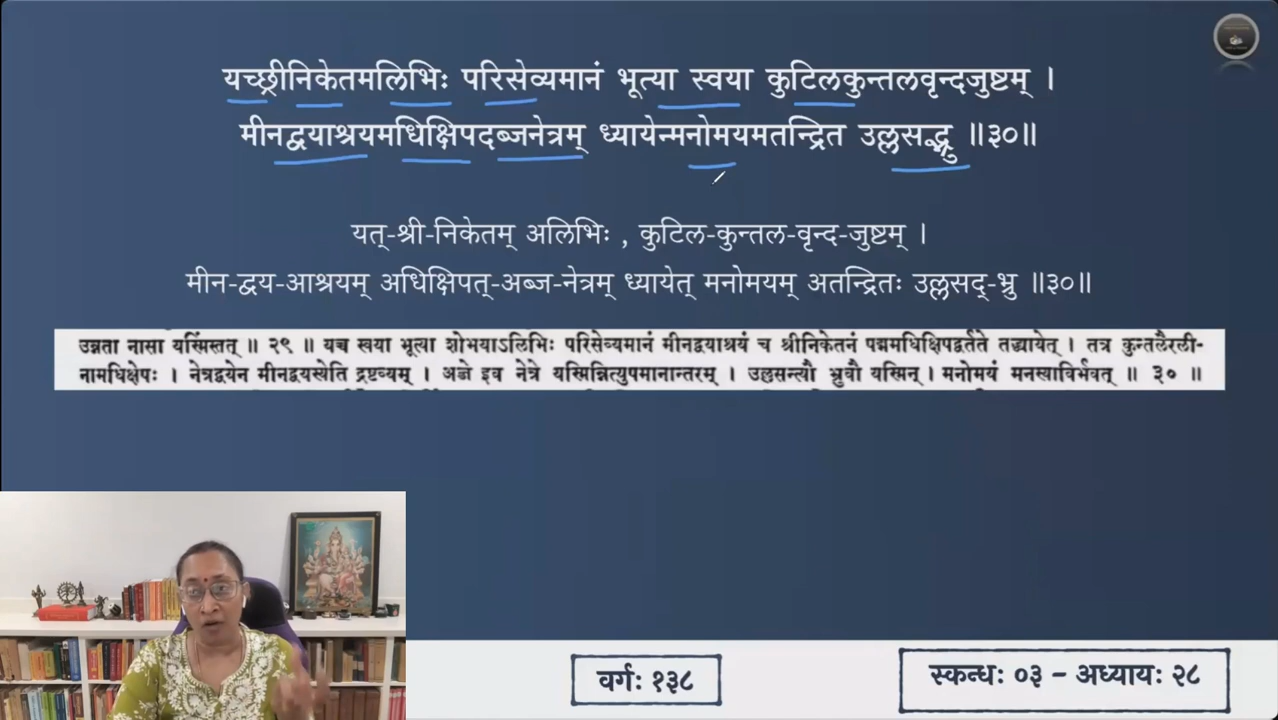 यच्छ्रीनिकेतमलिभिः परिसेव्यमानं भूत्या स्वया कुटिलकुन्तलवृन्दजुष्टम् ।
मीनद्वयाश्रयमधिक्षिपदब्जनेत्रम् ध्यायेन्मनोमयमतन्द्रित उल्लसद्भ्रु ॥३०॥
यत्-श्री-निकेतम् अलिभिः , कुटिल-कुन्तल-वृन्द-जुष्टम् ।
मीन-द्वय-आश्रयम् अधिक्षिपत्-अब्ज-नेत्रम् ध्यायेत् मनोमयम् अतन्द्रितः उल्लसद्-भ्रु ॥३०॥
उन्नता नासा यस्मिंस्तत् ॥ २९ ॥ यच्च स्वया भूत्या शोभयाऽलिभिः परिसेव्यमानं मीनद्वयाश्रयं च श्रीनिकेतनं पद्ममधिक्षिपद्वर्तते तद्ध्यायेत् । तत्र कुन्तलैरली-
नामधिक्षेपः । नेत्रद्वयेन मीनद्वयस्येति द्रष्टव्यम् । अब्जे इव नेत्रे यस्मिन्नित्युपमानान्तरम् । उल्लसन्त्यौ भ्रुवौ यस्मिन् । मनोमयं मनस्याविर्भवत् ॥ ३० ॥
वर्गः १३८
स्कन्धः ०३ – अध्यायः २८